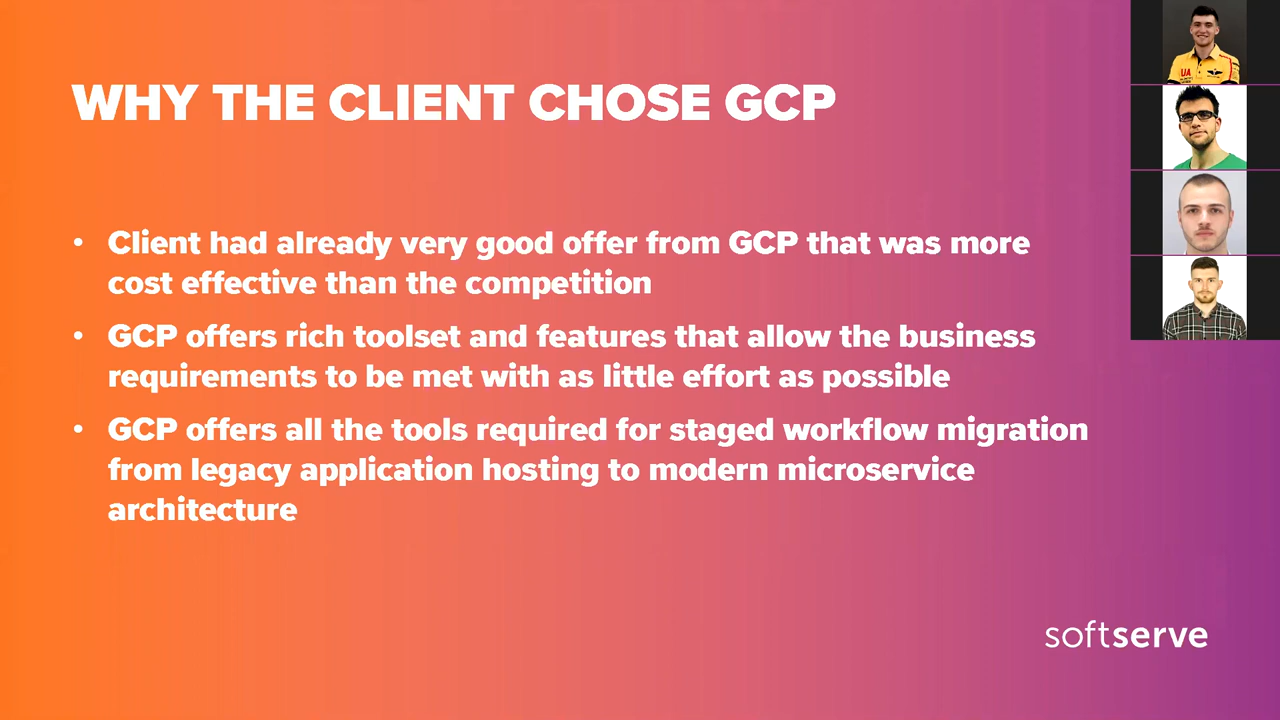 WHY THE CLIENT CHOSE GCP
• Client had already very good offer from GCP that was more
cost effective than the competition
• GCP offers rich toolset and features that allow the business
requirements to be met with as little effort as possible
• GCP offers all the tools required for staged workflow migration
from legacy application hosting to modern microservice
architecture
UA
softserve